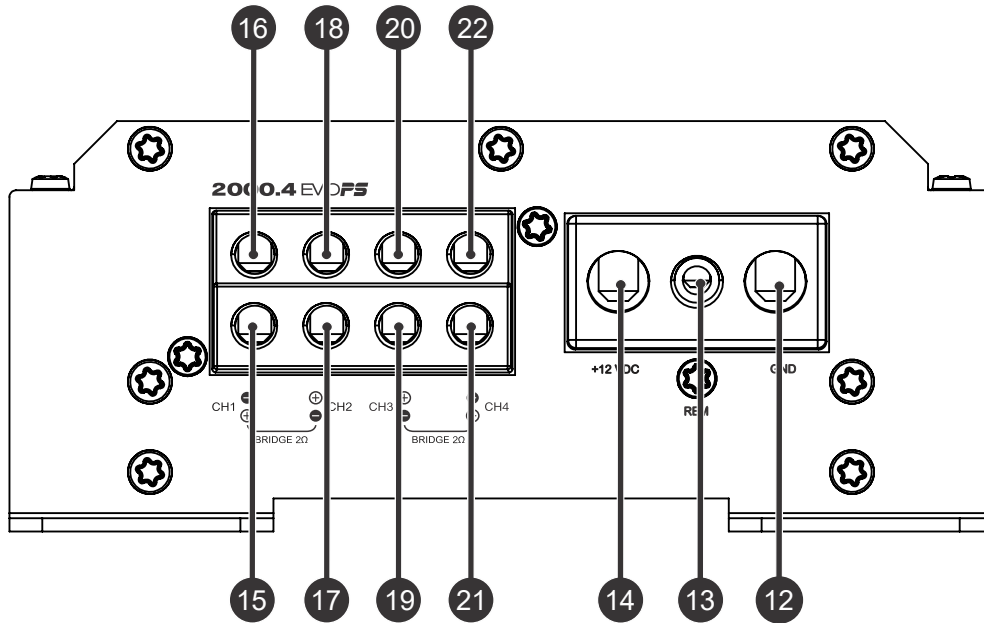 16 18 20 22
2000.4 EVOPS
+12 VDC
GND
REM
CH1 CH2 CH3 CH4
BRIDGE 2Ω BRIDGE 2Ω
15 17 19 21 14 13 12